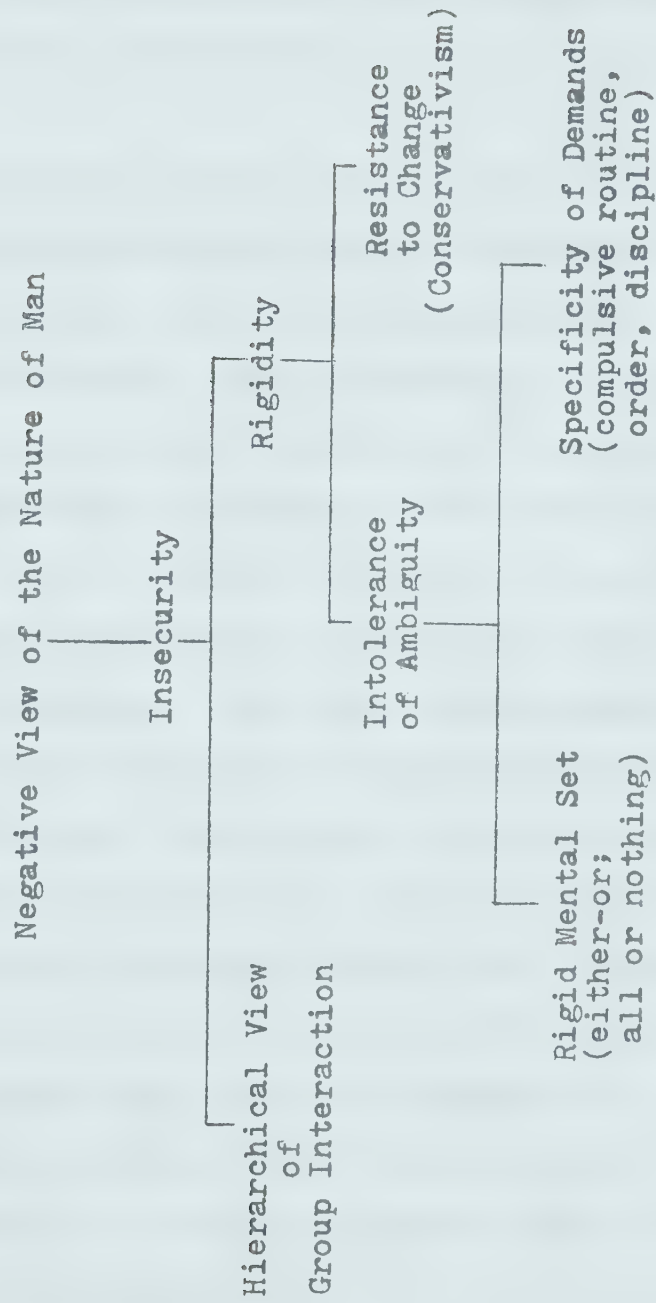 Negative View of the Nature of Man
Insecurity
Hierarchical View
of
Group Interaction
Rigidity
Intolerance
of Ambiguity
Resistance
to Change
(Conservativism)
Rigid Mental Set
(either-or;
all or nothing)
Specificity of Demands
(compulsive routine,
order, discipline)